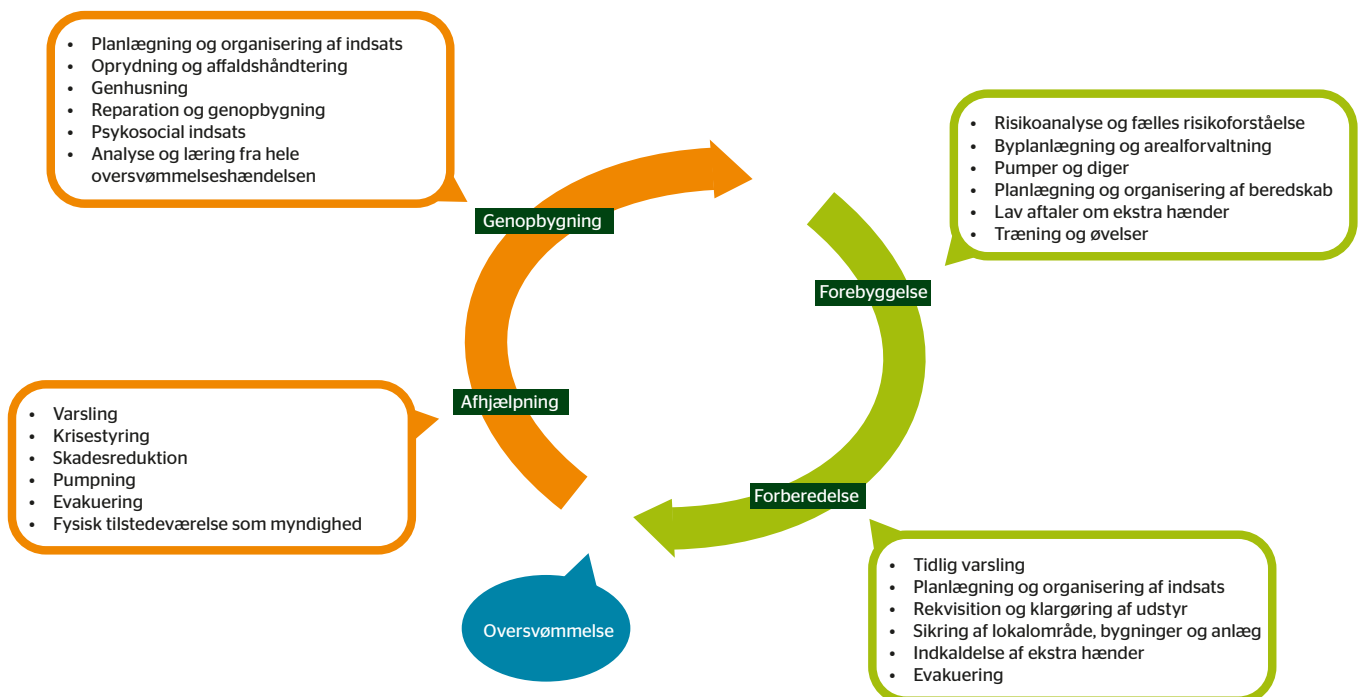 • Planlægning og organisering af indsats
• Oprydning og affaldshåndtering
• Genhusning
• Reparation og genopbygning
• Psykosocial indsats
• Analyse og læring fra hele
oversvømmelseshændelsen
Genopbygning
• Risikoanalyse og fælles risikoforståelse
• Byplanlægning og arealforvaltning
• Pumper og diger
• Planlægning og organisering af beredskab
• Lav aftaler om ekstra hænder
• Træning og øvelser
Forebyggelse
Afhjælpning
• Varsling
• Krisestyring
• Skadesreduktion
• Pumpning
• Evakuering
• Fysisk tilstedeværelse som myndighed
Forberedelse
• Tidlig varsling
• Planlægning og organisering af indsats
• Rekvisition og klargøring af udstyr
• Sikring af lokalområde, bygninger og anlæg
• Indkaldelse af ekstra hænder
• Evakuering
Oversvømmelse